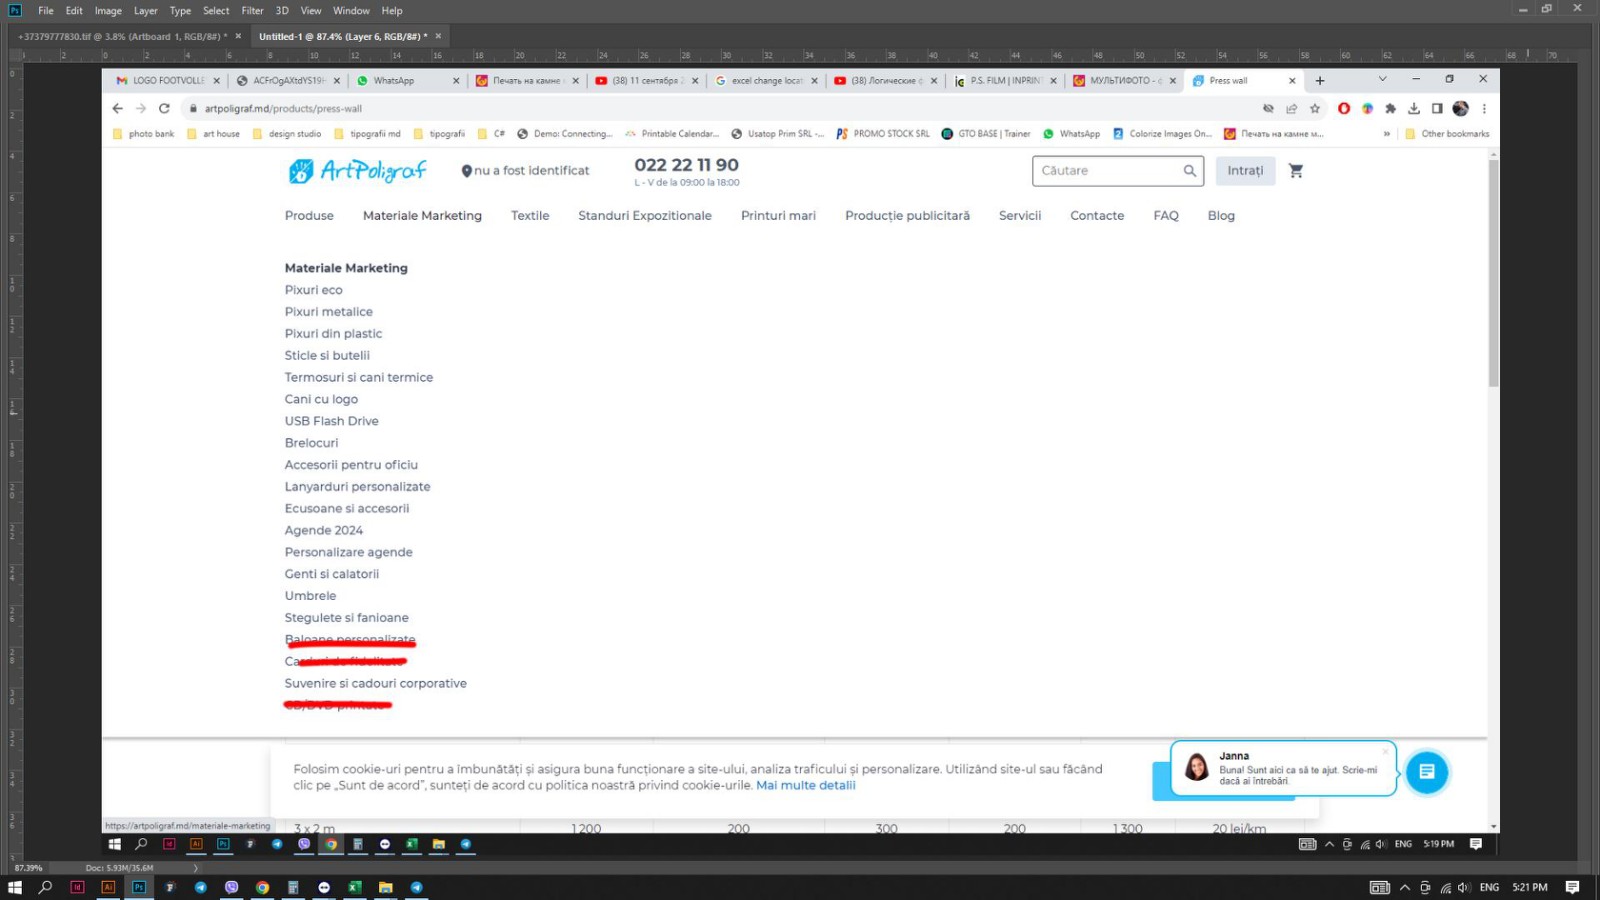 File Edit Image Layer Type Select Filter 3D View Window Help
+37379777830.tif @ 3.8% (Artboard 1, RGB/8#) * × Untitled-1 @ 87.4% (Layer 6, RGB/8#) * ×
LOGO FOOTVOLLE ACFrOgAXtdYS19H WhatsApp Печать на камне (38) 11 сентября excel change locat (38) Логические P.S. FILM | INPRINT МУЛЬТИФОТО - Press wall
artpoligraf.md/products/press-wall
photo bank art house design studio tipografii md tipografii C# Demo: Connecting... Printable Calendar... Usatop Prim SRL -... PROMO STOCK SRL GTO BASE | Trainer WhatsApp Colorize Images On... Печать на камне м... » Other bookmarks
ArtPoligraf nu a fost identificat 022 22 11 90 Căutare Intrați
L - V de la 09:00 la 18:00
Produse Materiale Marketing Textile Standuri Expozitionale Printuri mari Producție publicitară Servicii Contacte FAQ Blog
Materiale Marketing
Pixuri eco
Pixuri metalice
Pixuri din plastic
Sticle si butelii
Termosuri si cani termice
Cani cu logo
USB Flash Drive
Brelocuri
Accesorii pentru oficiu
Lanyarduri personalizate
Ecusoane si accesorii
Agende 2024
Personalizare agende
Genti si calatorii
Umbrele
Stegulete si fanioane
Baloane personalizate
Carduri de fidelitate
Suvenire si cadouri corporative
CD/DVD printate
Janna
Buna! Sunt aici ca să te ajut. Scrie-mi
dacă ai întrebări.
Folosim cookie-uri pentru a îmbunătăți și asigura buna funcționare a site-ului, analiza traficului și personalizare. Utilizând site-ul sau făcând
clic pe „Sunt de acord”, sunteți de acord cu politica noastră privind cookie-urile. Mai multe detalii
https://artpoligraf.md/materiale-marketing
3 x 2 m 1 200 200 300 200 1 300 20 lei/km
ENG 5:19 PM
87.39% Doc: 5.93M/35.6M
ENG 5:21 PM